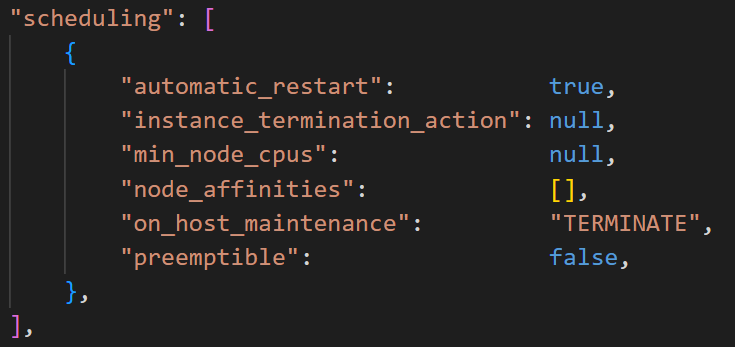 "scheduling": [
    {
        "automatic_restart":           true,
        "instance_termination_action": null,
        "min_node_cpus":               null,
        "node_affinities":             [],
        "on_host_maintenance":         "TERMINATE",
        "preemptible":                 false,
    },
],